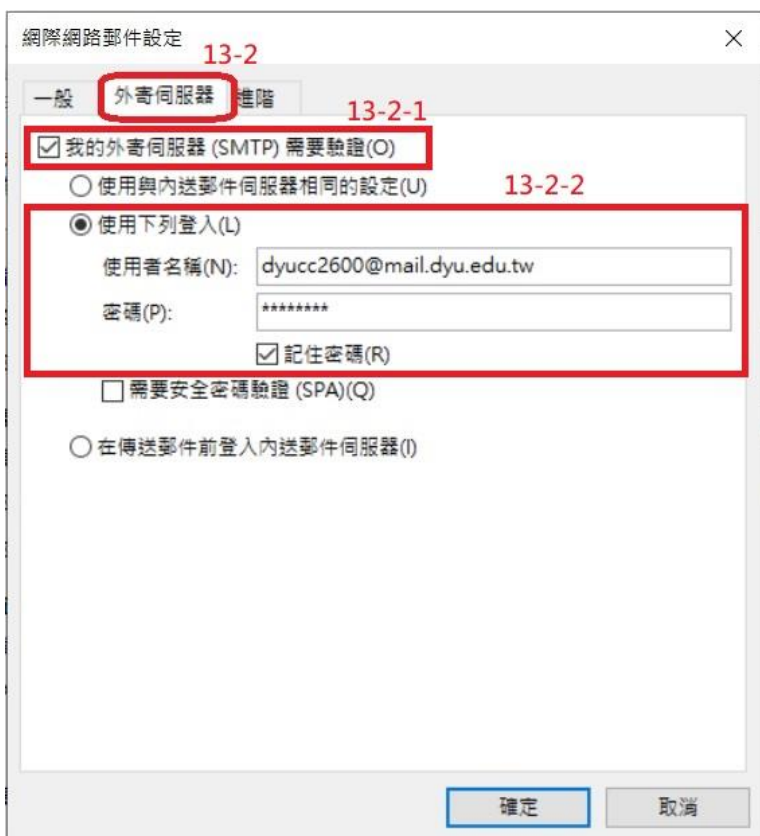 網際網路郵件設定
13-2
一般 外寄伺服器 進階
13-2-1
我的外寄伺服器 (SMTP) 需要驗證(O)
使用與內送郵件伺服器相同的設定(U) 13-2-2
使用下列登入(L)
使用者名稱(N): dyucc2600@mail.dyu.edu.tw
密碼(P): ********
記住密碼(R)
需要安全密碼驗證 (SPA)(Q)
在傳送郵件前登入內送郵件伺服器(I)
確定 取消